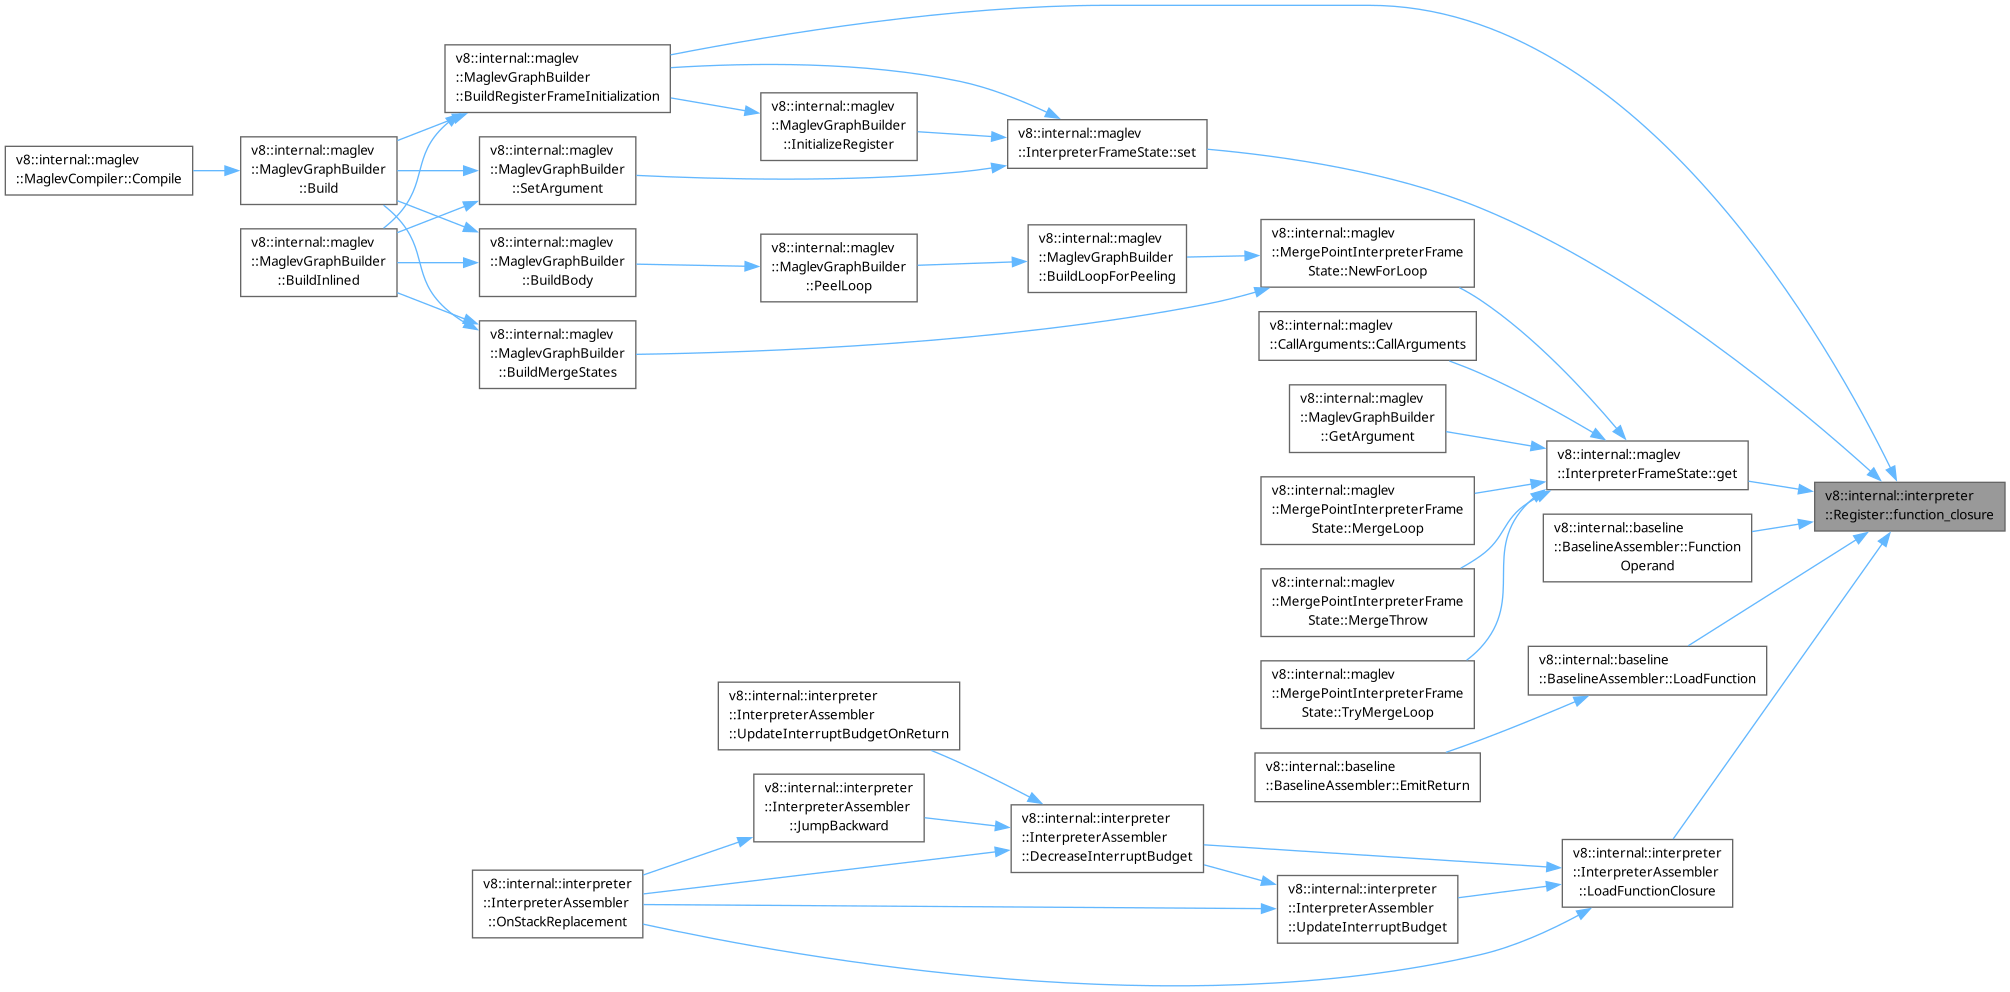 v8::internal::maglev
::MaglevCompiler::Compile
v8::internal::maglev
::MaglevGraphBuilder
::Build
v8::internal::maglev
::MaglevGraphBuilder
::BuildInlined
v8::internal::maglev
::MaglevGraphBuilder
::BuildRegisterFrameInitialization
v8::internal::maglev
::MaglevGraphBuilder
::SetArgument
v8::internal::maglev
::MaglevGraphBuilder
::BuildBody
v8::internal::maglev
::MaglevGraphBuilder
::BuildMergeStates
v8::internal::maglev
::MaglevGraphBuilder
::InitializeRegister
v8::internal::maglev
::MaglevGraphBuilder
::PeelLoop
v8::internal::maglev
::InterpreterFrameState::set
v8::internal::maglev
::MaglevGraphBuilder
::BuildLoopForPeeling
v8::internal::maglev
::MergePointInterpreterFrame
State::NewForLoop
v8::internal::maglev
::CallArguments::CallArguments
v8::internal::maglev
::MaglevGraphBuilder
::GetArgument
v8::internal::maglev
::MergePointInterpreterFrame
State::MergeLoop
v8::internal::maglev
::MergePointInterpreterFrame
State::MergeThrow
v8::internal::maglev
::MergePointInterpreterFrame
State::TryMergeLoop
v8::internal::maglev
::InterpreterFrameState::get
v8::internal::interpreter
::Register::function_closure
v8::internal::baseline
::BaselineAssembler::Function
Operand
v8::internal::baseline
::BaselineAssembler::LoadFunction
v8::internal::baseline
::BaselineAssembler::EmitReturn
v8::internal::interpreter
::InterpreterAssembler
::UpdateInterruptBudgetOnReturn
v8::internal::interpreter
::InterpreterAssembler
::JumpBackward
v8::internal::interpreter
::InterpreterAssembler
::DecreaseInterruptBudget
v8::internal::interpreter
::InterpreterAssembler
::OnStackReplacement
v8::internal::interpreter
::InterpreterAssembler
::UpdateInterruptBudget
v8::internal::interpreter
::InterpreterAssembler
::LoadFunctionClosure